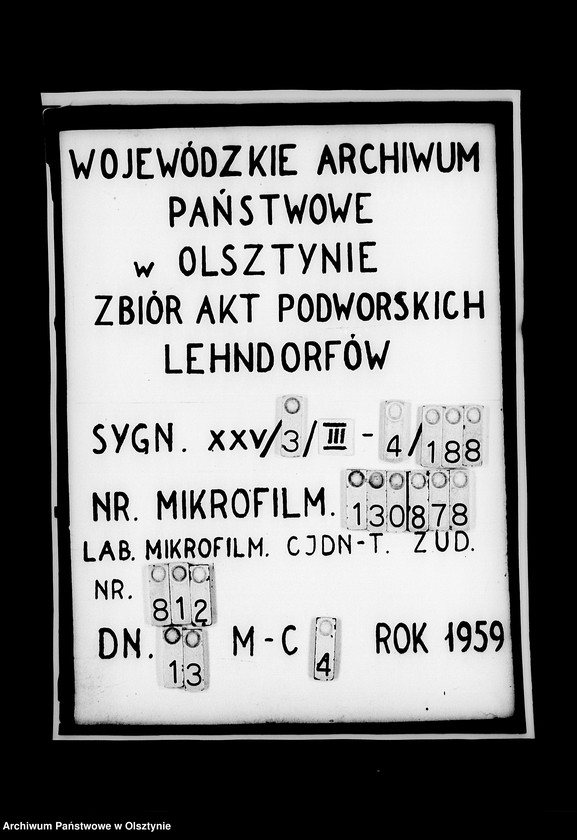 WOJEWÓDZKIE ARCHIWUM
PAŃSTWOWE
w OLSZTYNIE
ZBIÓR AKT PODWORSKICH
LEHNDORFÓW
SYGN. XXV/3/III-4/188
NR. MIKROFILM. 130878
LAB. MIKROFILM. CJDN-T. ZUD.
NR. 812
DN. 13 M-C 4 ROK 1959
Archiwum Państwowe w Olsztynie